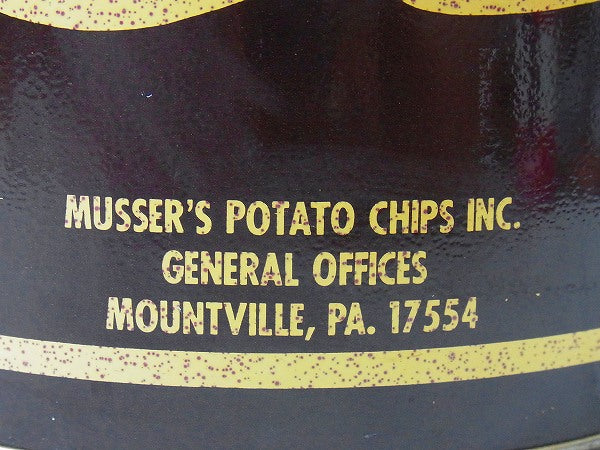 MUSSER'S POTATO CHIPS INC.
GENERAL OFFICES
MOUNTVILLE, PA. 17554